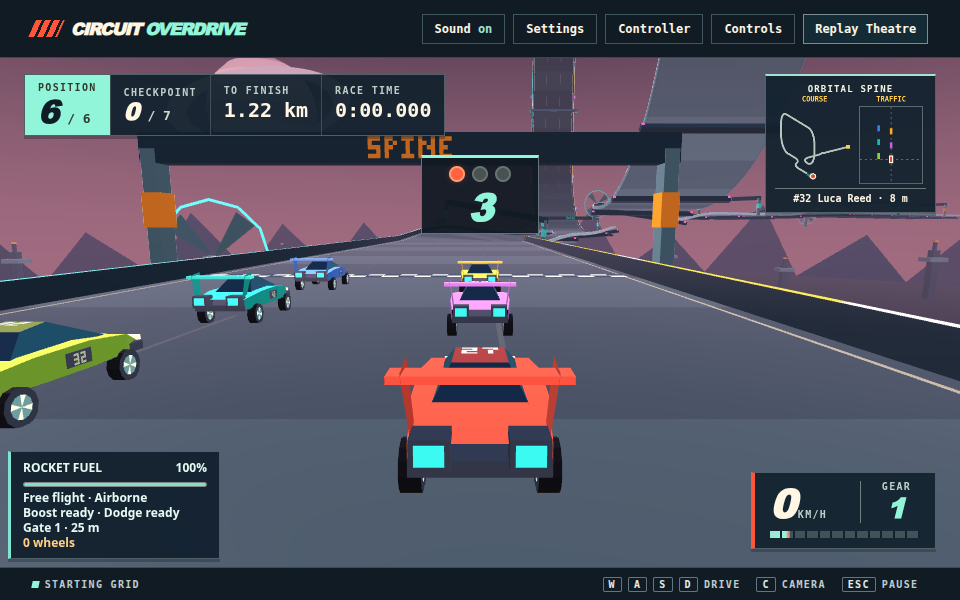 CIRCUIT OVERDRIVE
Sound on
Settings
Controller
Controls
Replay Theatre
POSITION
6 / 6
CHECKPOINT
0 / 7
TO FINISH
1.22 km
RACE TIME
0:00.000
ORBITAL SPINE
COURSE
TRAFFIC
#32 Luca Reed · 8 m
SPINE
3
32
27
ROCKET FUEL
100%
Free flight · Airborne
Boost ready · Dodge ready
Gate 1 · 25 m
0 wheels
0 KM/H
GEAR
1
STARTING GRID
W A S D DRIVE
C CAMERA
ESC PAUSE